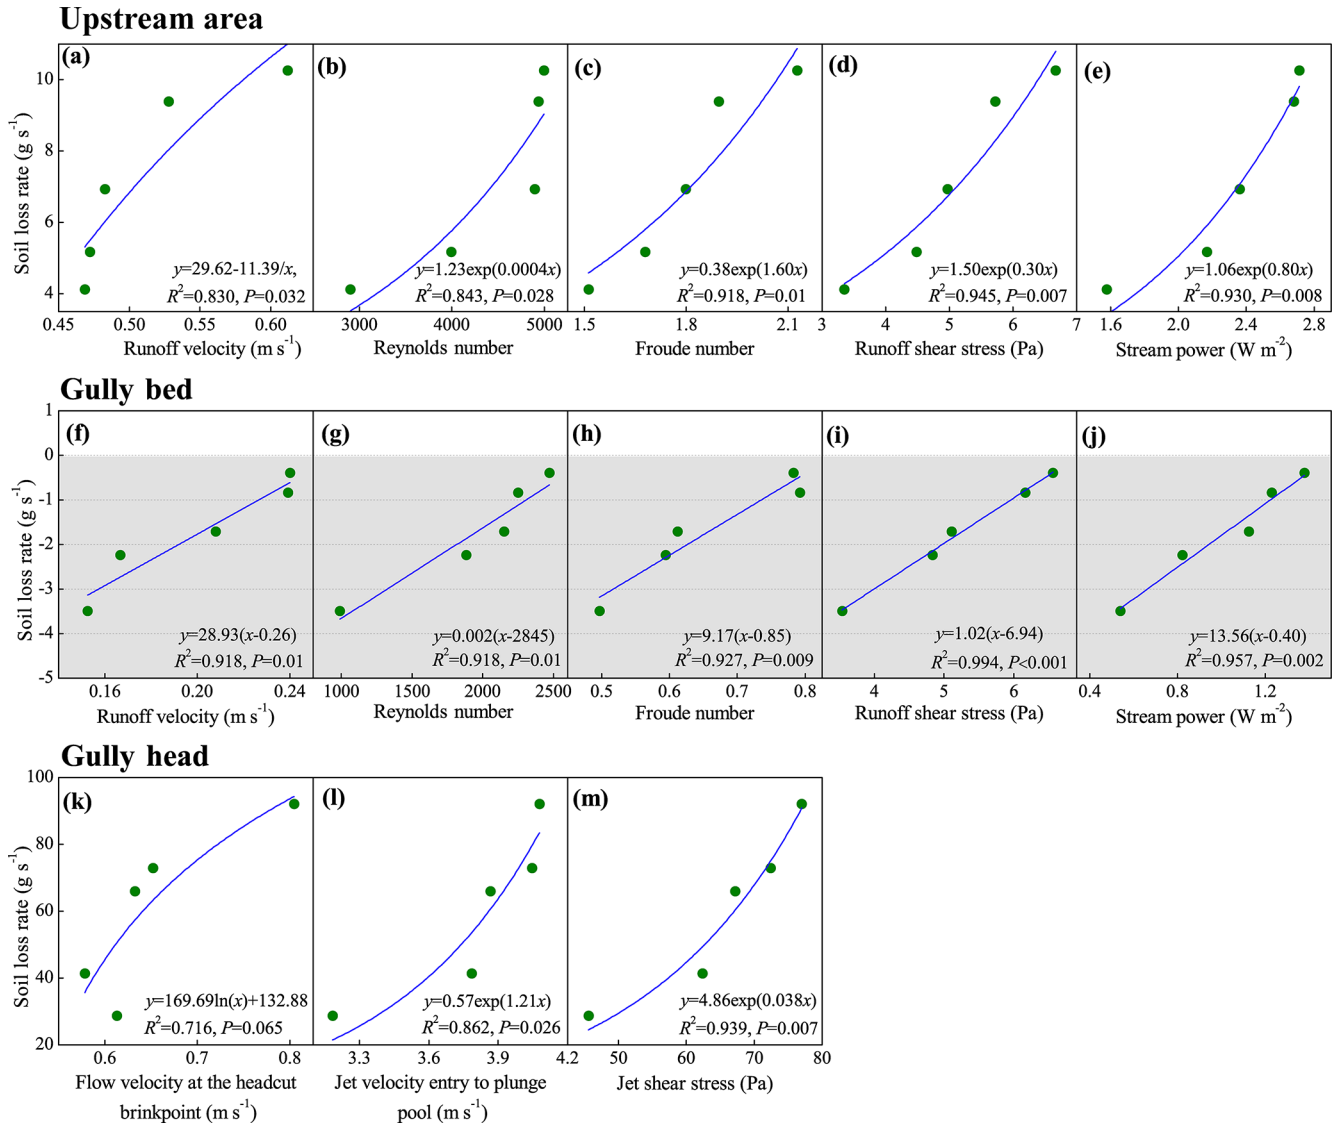 Upstream area
(a)
(b)
(c)
(d)
(e)
Soil loss rate (g s⁻¹)
10
8
6
4
y=29.62-11.39/x,
R²=0.830, P=0.032
y=1.23exp(0.0004x)
R²=0.843, P=0.028
y=0.38exp(1.60x)
R²=0.918, P=0.01
y=1.50exp(0.30x)
R²=0.945, P=0.007
y=1.06exp(0.80x)
R²=0.930, P=0.008
0.45 0.50 0.55 0.60
3000 4000 5000
1.5 1.8 2.1
3 4 5 6 7
1.6 2.0 2.4 2.8
Runoff velocity (m s⁻¹)
Reynolds number
Froude number
Runoff shear stress (Pa)
Stream power (W m⁻²)
Gully bed
(f)
(g)
(h)
(i)
(j)
Soil loss rate (g s⁻¹)
1
0
-1
-2
-3
-4
-5
y=28.93(x-0.26)
R²=0.918, P=0.01
y=0.002(x-2845)
R²=0.918, P=0.01
y=9.17(x-0.85)
R²=0.927, P=0.009
y=1.02(x-6.94)
R²=0.994, P<0.001
y=13.56(x-0.40)
R²=0.957, P=0.002
0.16 0.20 0.24
1000 1500 2000 2500
0.5 0.6 0.7 0.8
4 5 6
0.4 0.8 1.2
Runoff velocity (m s⁻¹)
Reynolds number
Froude number
Runoff shear stress (Pa)
Stream power (W m⁻²)
Gully head
(k)
(l)
(m)
Soil loss rate (g s⁻¹)
100
80
60
40
20
y=169.69ln(x)+132.88
R²=0.716, P=0.065
y=0.57exp(1.21x)
R²=0.862, P=0.026
y=4.86exp(0.038x)
R²=0.939, P=0.007
0.6 0.7 0.8
3.3 3.6 3.9 4.2
50 60 70 80
Flow velocity at the headcut
brinkpoint (m s⁻¹)
Jet velocity entry to plunge
pool (m s⁻¹)
Jet shear stress (Pa)